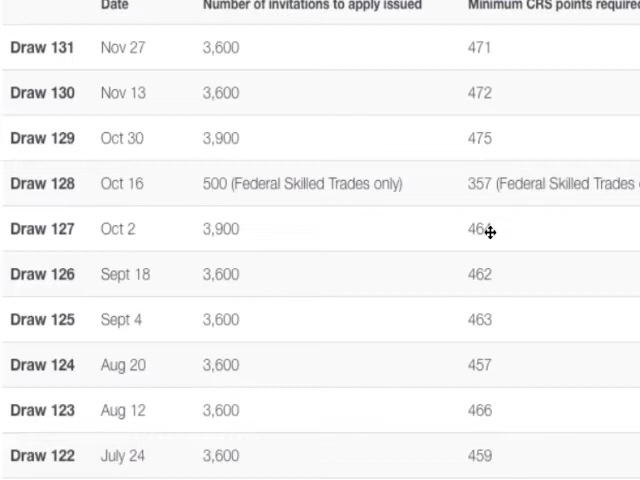 Date Number of invitations to apply issued Minimum CRS points
Draw 131 Nov 27 3,600 471
Draw 130 Nov 13 3,600 472
Draw 129 Oct 30 3,900 475
Draw 128 Oct 16 500 (Federal Skilled Trades only) 357 (Federal Skilled Trades
Draw 127 Oct 2 3,900
Draw 126 Sept 18 3,600 462
Draw 125 Sept 4 3,600 463
Draw 124 Aug 20 3,600 457
Draw 123 Aug 12 3,600 466
Draw 122 July 24 3,600 459